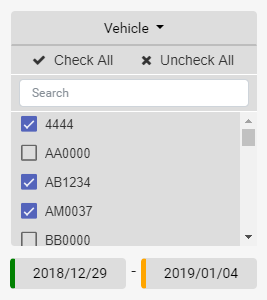 Vehicle
Check All Uncheck All
Search
4444
AA0000
AB1234
AM0037
BB0000
2018/12/29 - 2019/01/04